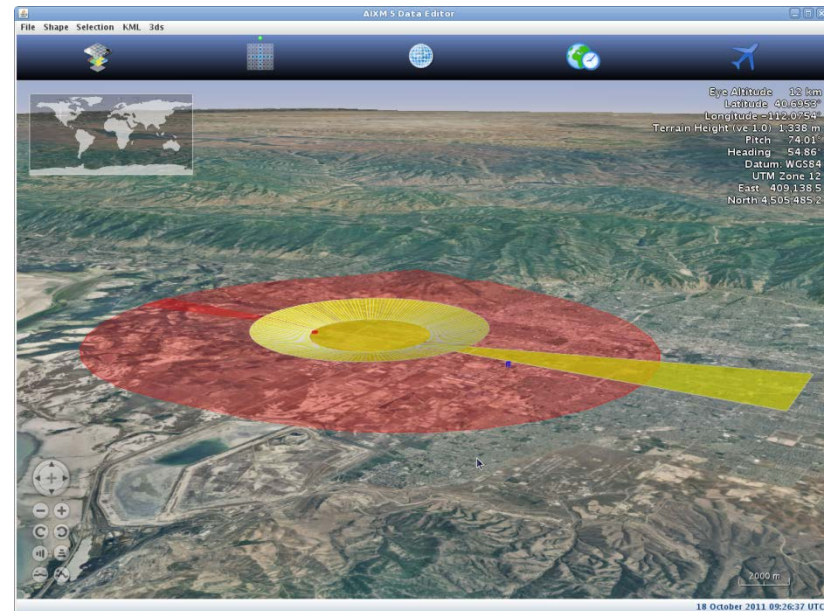 AIXM 5 Data Editor
File Shape Selection KML 3ds
Eye Altitude 12 km
Latitude 40.6953°
Longitude -112.0754°
Terrain Height (ve 1.0) 1,338 m
Pitch 74.01°
Heading 54.86°
Datum: WGS84
UTM Zone 12
East 409,138.5
North 4,505,485.2
2000 m
18 October 2011 09:26:37 UTC